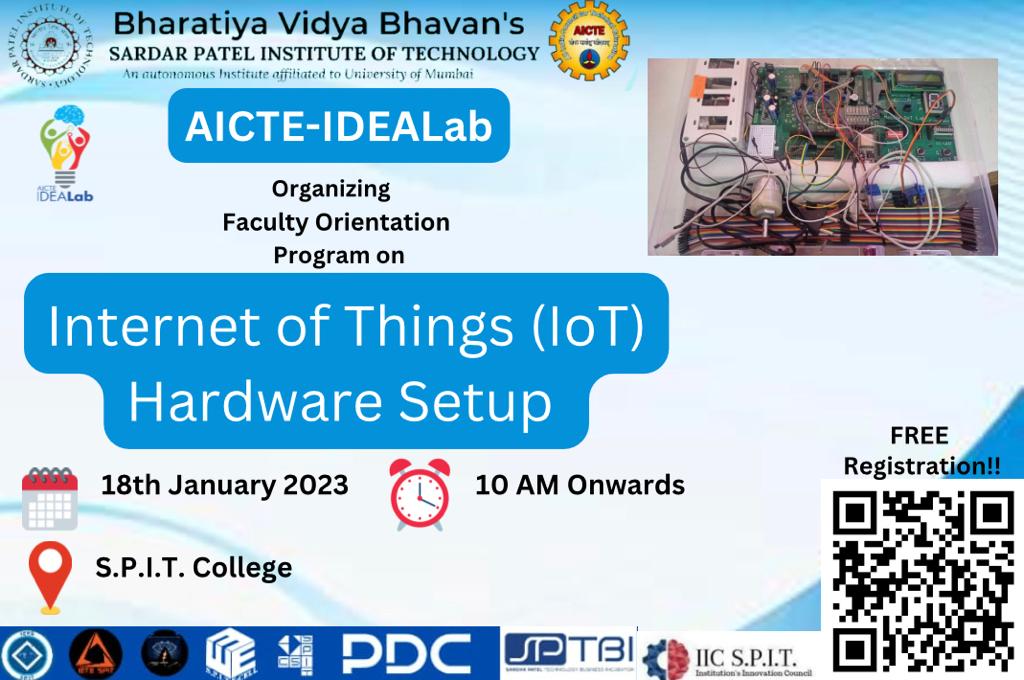 Bharatiya Vidya Bhavan's
SARDAR PATEL INSTITUTE OF TECHNOLOGY
An autonomous Institute affiliated to University of Mumbai
AICTE
AICTE
IDEALab
AICTE-IDEALab
Organizing
Faculty Orientation
Program on
Internet of Things (IoT)
Hardware Setup
18th January 2023
10 AM Onwards
S.P.I.T. College
FREE
Registration!!
PDC
SPTBI
SARDAR PATEL TECHNOLOGY BUSINESS INCUBATOR
IIC S.P.I.T.
Institution's Innovation Council